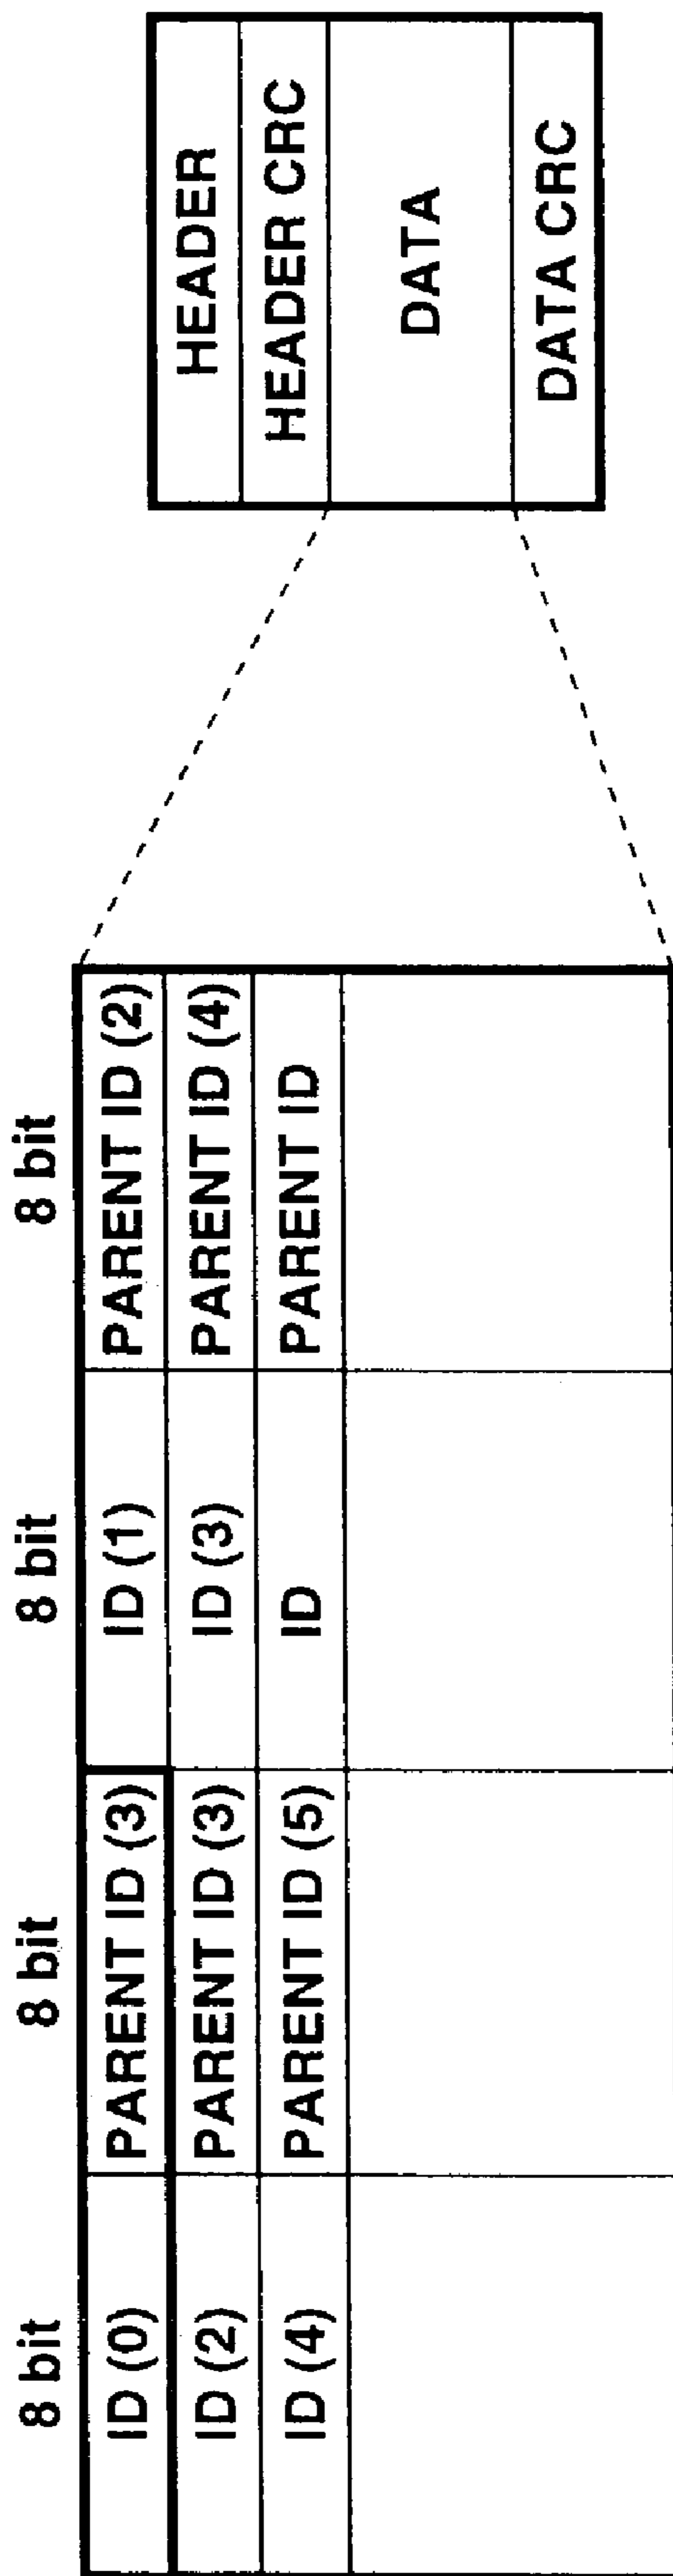 8 bit 8 bit 8 bit 8 bit
ID (0) PARENT ID (3) ID (1) PARENT ID (2)
ID (2) PARENT ID (3) ID (3) PARENT ID (4)
ID (4) PARENT ID (5) ID PARENT ID
HEADER
HEADER CRC
DATA
DATA CRC